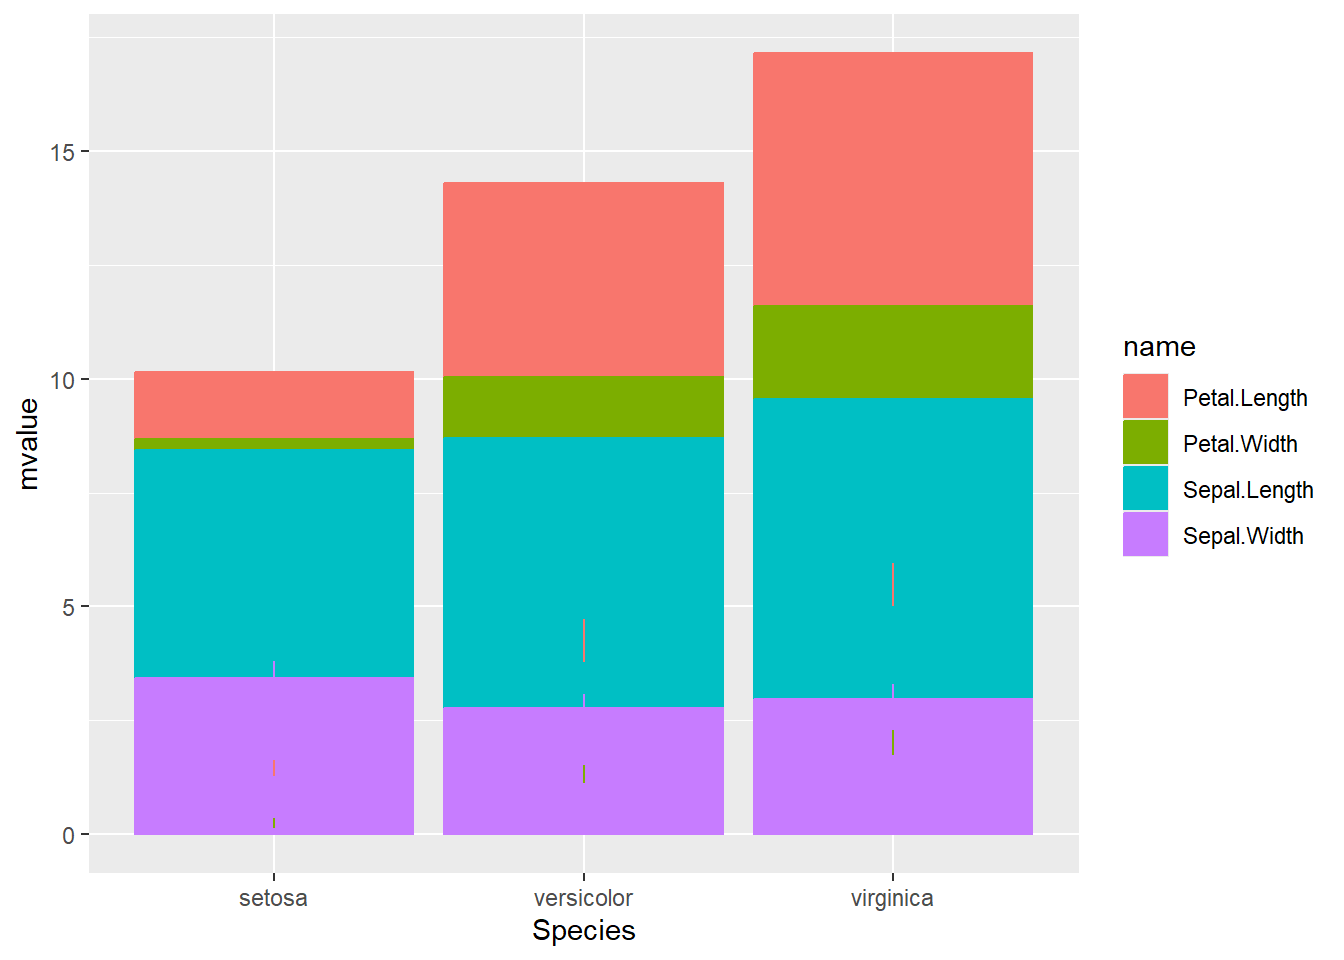 15
10
5
0
mvalue
setosa
versicolor
virginica
Species
name
Petal.Length
Petal.Width
Sepal.Length
Sepal.Width